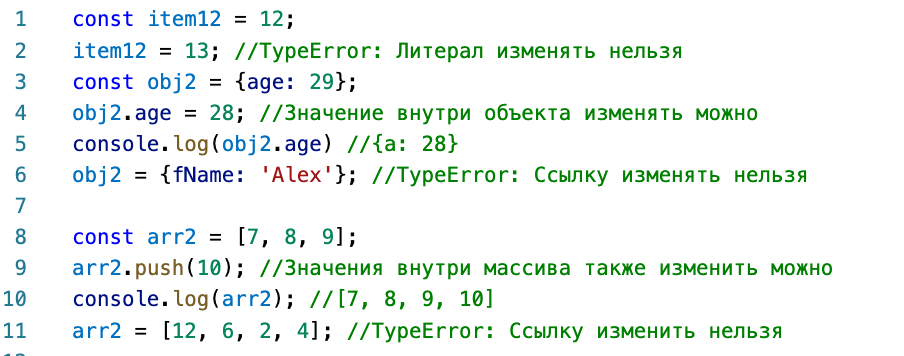 1 const item12 = 12;
2 item12 = 13; //TypeError: Литерал изменять нельзя
3 const obj2 = {age: 29};
4 obj2.age = 28; //Значение внутри объекта изменять можно
5 console.log(obj2.age) //{a: 28}
6 obj2 = {fName: 'Alex'}; //TypeError: Ссылку изменять нельзя
7
8 const arr2 = [7, 8, 9];
9 arr2.push(10); //Значения внутри массива также изменить можно
10 console.log(arr2); //[7, 8, 9, 10]
11 arr2 = [12, 6, 2, 4]; //TypeError: Ссылку изменить нельзя